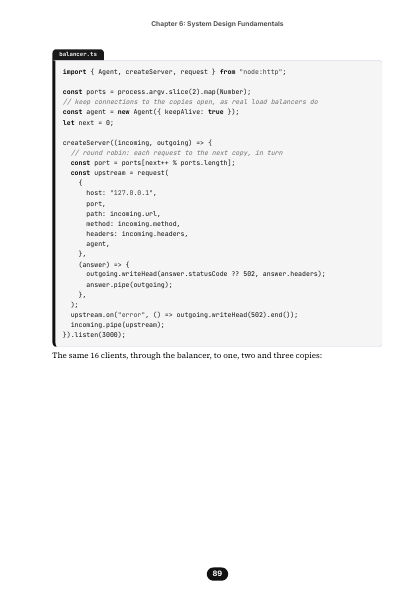 Chapter 6: System Design Fundamentals
balancer.ts
import { Agent, createServer, request } from "node:http";
const ports = process.argv.slice(2).map(Number);
// keep connections to the copies open, as real load balancers do
const agent = new Agent({ keepAlive: true });
let next = 0;
createServer((incoming, outgoing) => {
  // round robin: each request to the next copy, in turn
  const port = ports[next++ % ports.length];
  const upstream = request(
    {
      host: "127.0.0.1",
      port,
      path: incoming.url,
      method: incoming.method,
      headers: incoming.headers,
      agent,
    },
    (answer) => {
      outgoing.writeHead(answer.statusCode ?? 502, answer.headers);
      answer.pipe(outgoing);
    },
  );
  upstream.on("error", () => outgoing.writeHead(502).end());
  incoming.pipe(upstream);
}).listen(3000);
The same 16 clients, through the balancer, to one, two and three copies:
89